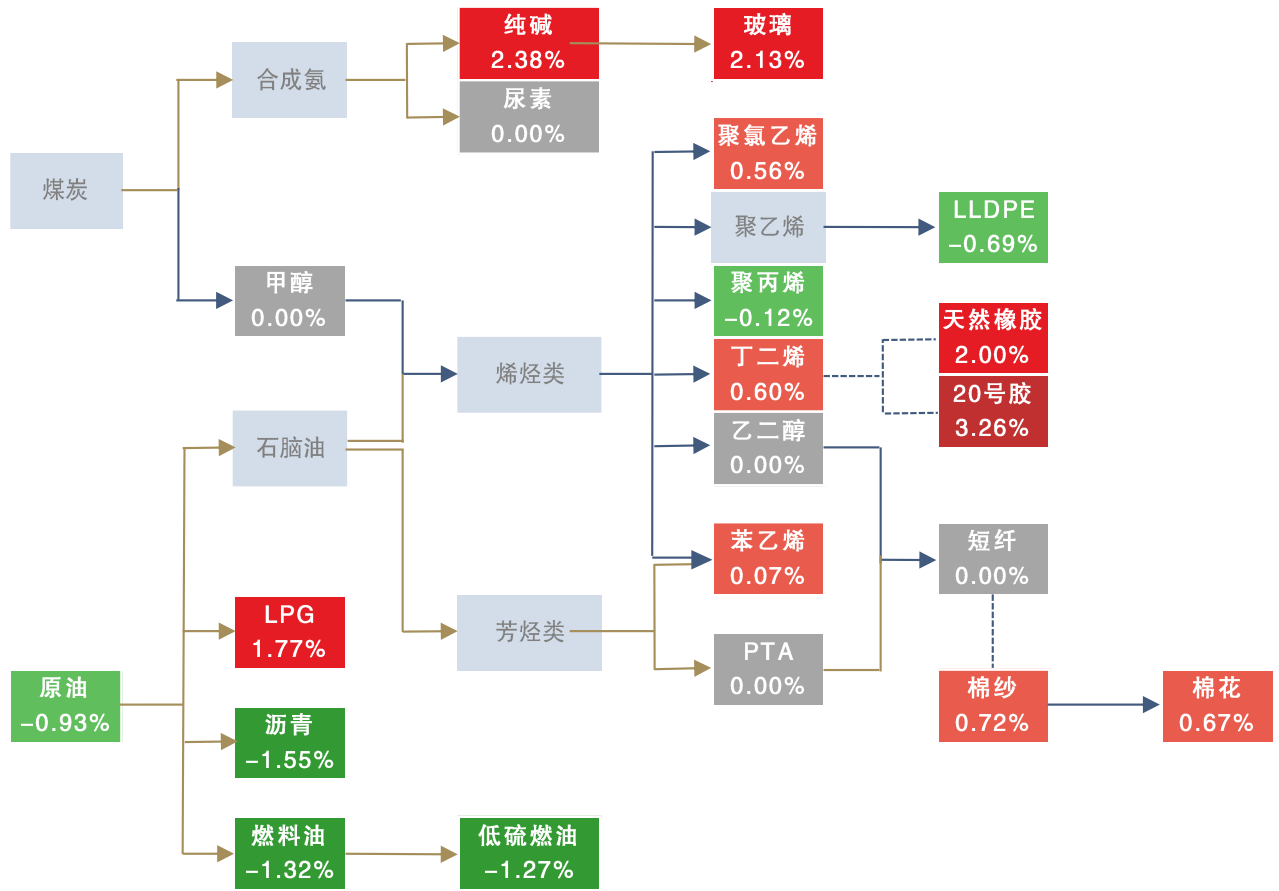 纯碱
2.38%
玻璃
2.13%
合成氨
尿素
0.00%
聚氯乙烯
0.56%
煤炭
聚乙烯
LLDPE
-0.69%
甲醇
0.00%
聚丙烯
-0.12%
天然橡胶
2.00%
烯烃类
丁二烯
0.60%
20号胶
3.26%
石脑油
乙二醇
0.00%
苯乙烯
0.07%
短纤
0.00%
LPG
1.77%
芳烃类
PTA
0.00%
原油
-0.93%
棉纱
0.72%
棉花
0.67%
沥青
-1.55%
燃料油
-1.32%
低硫燃油
-1.27%